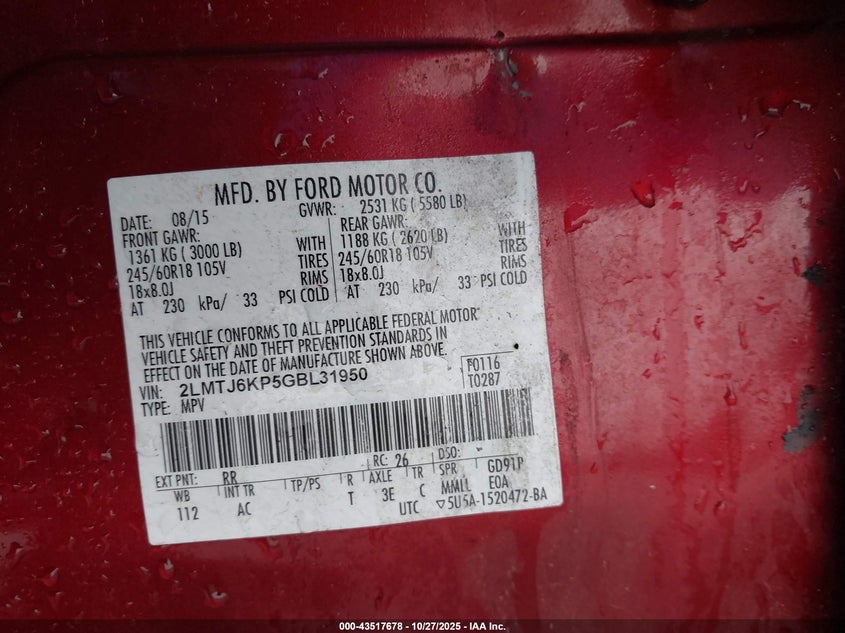 MFD. BY FORD MOTOR CO.
DATE: 08/15 GVWR: 2531 KG ( 5580 LB)
FRONT GAWR: REAR GAWR:
1361 KG ( 3000 LB) WITH 1188 KG ( 2620 LB) WITH
245/60R18 105V TIRES 245/60R18 105V TIRES
18x8.0J RIMS 18x8.0J RIMS
AT 230 kPa/ 33 PSI COLD AT 230 kPa/ 33 PSI COLD
THIS VEHICLE CONFORMS TO ALL APPLICABLE FEDERAL MOTOR
VEHICLE SAFETY AND THEFT PREVENTION STANDARDS IN
EFFECT ON THE DATE OF MANUFACTURE SHOWN ABOVE.
VIN: 2LMTJ6KP5GBL31950 F0116
TYPE: MPV T0287
EXT PNT: RR RC: 26 DSO:
WB INT TR TP/PS R AXLE TR SPR GD91P
112 AC T 3E C MMLL E0A
UTC ▽5U5A-1520472-BA
000-43517678 - 10/27/2025 - IAA Inc.